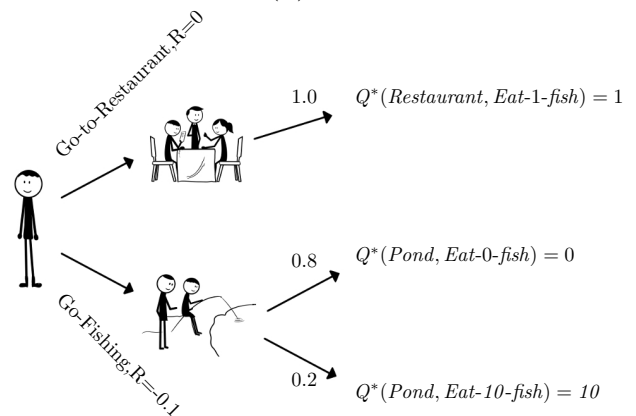 Go-to-Restaurant,R=0
1.0
Q*(Restaurant, Eat-1-fish) = 1
0.8
Q*(Pond, Eat-0-fish) = 0
Go-Fishing,R=-0.1
0.2
Q*(Pond, Eat-10-fish) = 10